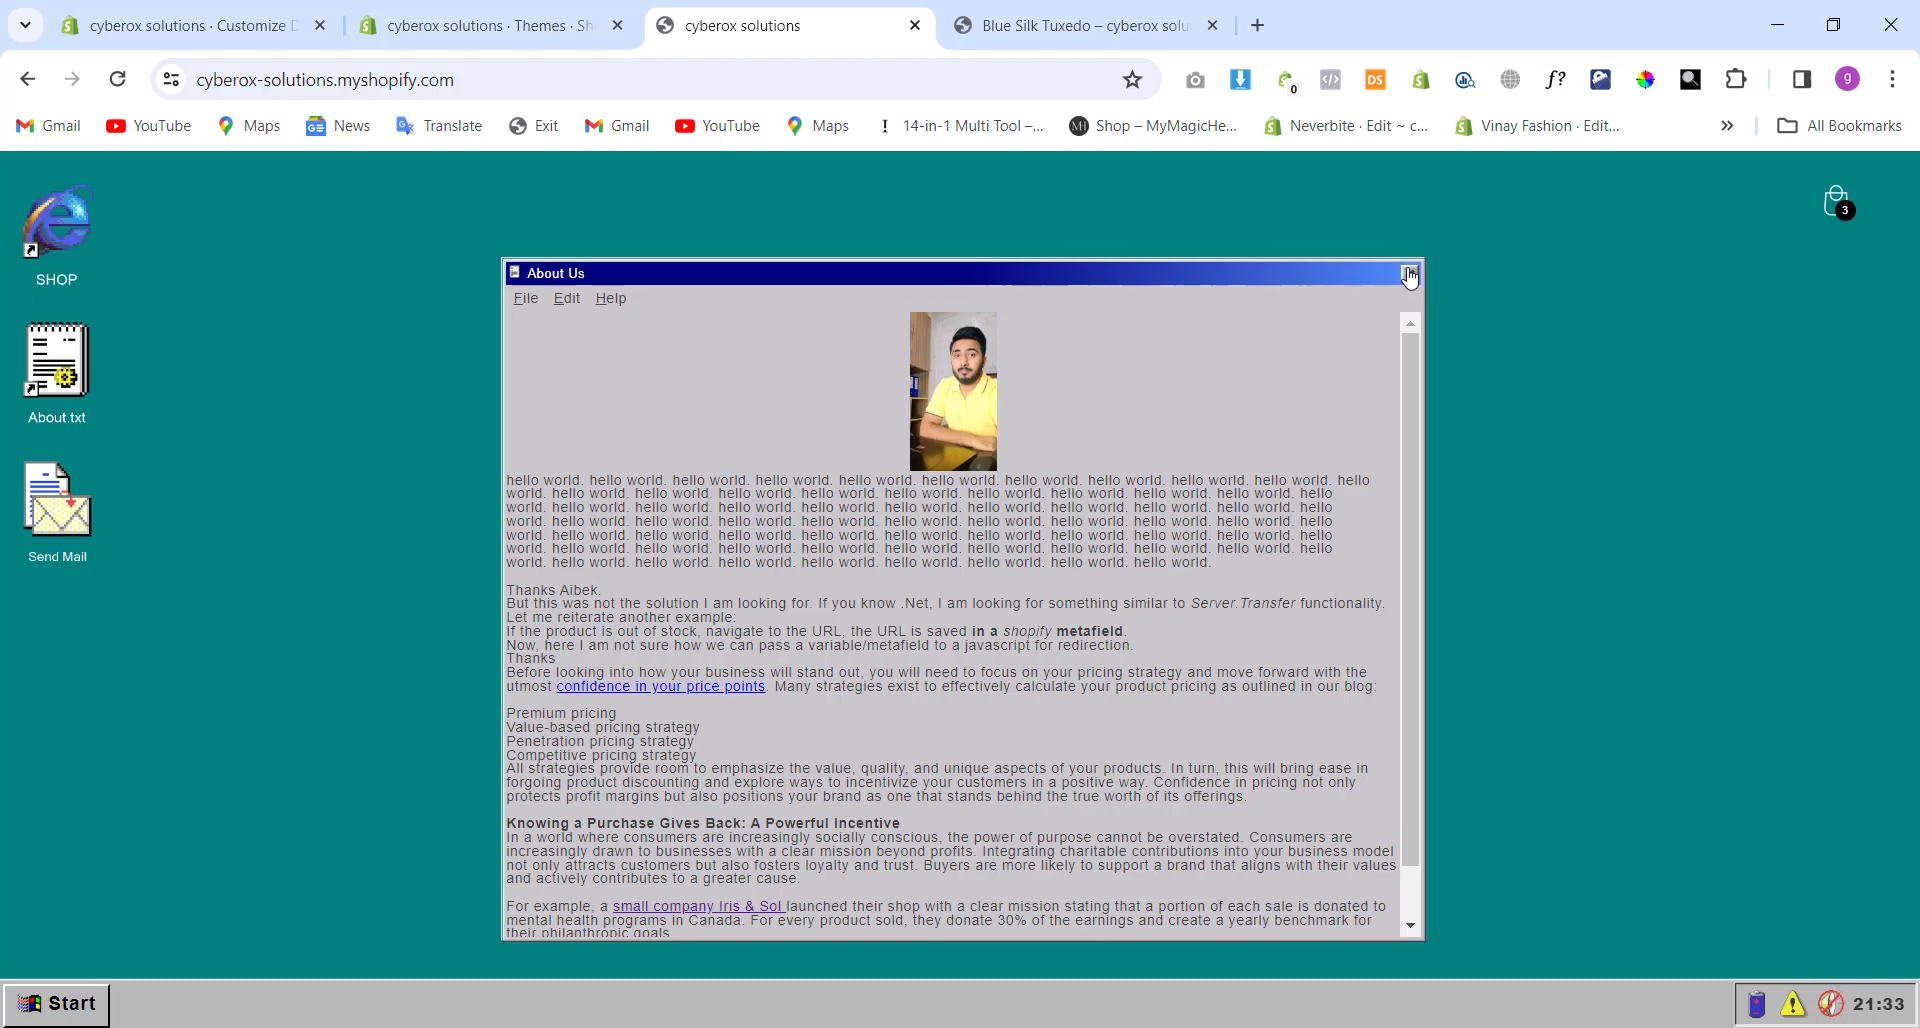 cyberox solutions · Customize D
cyberox solutions · Themes · Sh
cyberox solutions
Blue Silk Tuxedo – cyberox solu
cyberox-solutions.myshopify.com
0
DS
f?
g
Gmail
YouTube
Maps
News
Translate
Exit
Gmail
YouTube
Maps
14-in-1 Multi Tool –...
Shop – MyMagicHe...
Neverbite · Edit ~ c...
Vinay Fashion · Edit...
All Bookmarks
SHOP
3
About Us
File Edit Help
About.txt
Send Mail
hello world. hello world. hello world. hello world. hello world. hello world. hello world. hello world. hello world. hello world. hello
world. hello world. hello world. hello world. hello world. hello world. hello world. hello world. hello world. hello world. hello
world. hello world. hello world. hello world. hello world. hello world. hello world. hello world. hello world. hello world. hello
world. hello world. hello world. hello world. hello world. hello world. hello world. hello world. hello world. hello world. hello
world. hello world. hello world. hello world. hello world. hello world. hello world. hello world. hello world. hello world. hello
world. hello world. hello world. hello world. hello world. hello world. hello world. hello world. hello world. hello world. hello
world. hello world. hello world. hello world. hello world. hello world. hello world. hello world. hello world.
Thanks Aibek.
But this was not the solution I am looking for. If you know .Net, I am looking for something similar to Server.Transfer functionality.
Let me reiterate another example:
If the product is out of stock, navigate to the URL, the URL is saved in a shopify metafield.
Now, here I am not sure how we can pass a variable/metafield to a javascript for redirection.
Thanks
Before looking into how your business will stand out, you will need to focus on your pricing strategy and move forward with the
utmost confidence in your price points. Many strategies exist to effectively calculate your product pricing as outlined in our blog:
Premium pricing
Value-based pricing strategy
Penetration pricing strategy
Competitive pricing strategy
All strategies provide room to emphasize the value, quality, and unique aspects of your products. In turn, this will bring ease in
forgoing product discounting and explore ways to incentivize your customers in a positive way. Confidence in pricing not only
protects profit margins but also positions your brand as one that stands behind the true worth of its offerings.
Knowing a Purchase Gives Back: A Powerful Incentive
In a world where consumers are increasingly socially conscious, the power of purpose cannot be overstated. Consumers are
increasingly drawn to businesses with a clear mission beyond profits. Integrating charitable contributions into your business model
not only attracts customers but also fosters loyalty and trust. Buyers are more likely to support a brand that aligns with their values
and actively contributes to a greater cause.
For example, a small company Iris & Sol launched their shop with a clear mission stating that a portion of each sale is donated to
mental health programs in Canada. For every product sold, they donate 30% of the earnings and create a yearly benchmark for
their philanthropic goals
Start
21:33